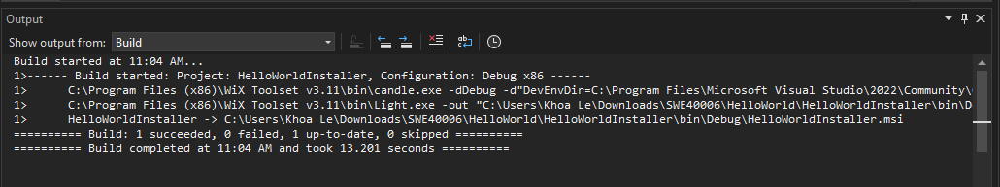 Output
Show output from: Build
Build started at 11:04 AM...
1>------ Build started: Project: HelloWorldInstaller, Configuration: Debug x86 ------
1> C:\Program Files (x86)\WiX Toolset v3.11\bin\candle.exe -dDebug -d"DevEnvDir=C:\Program Files\Microsoft Visual Studio\2022\Community\
1> C:\Program Files (x86)\WiX Toolset v3.11\bin\Light.exe -out "C:\Users\Khoa Le\Downloads\SWE40006\HelloWorld\HelloWorldInstaller\bin\D
1> HelloWorldInstaller -> C:\Users\Khoa Le\Downloads\SWE40006\HelloWorld\HelloWorldInstaller\bin\Debug\HelloWorldInstaller.msi
========== Build: 1 succeeded, 0 failed, 1 up-to-date, 0 skipped ==========
========== Build completed at 11:04 AM and took 13.201 seconds ==========